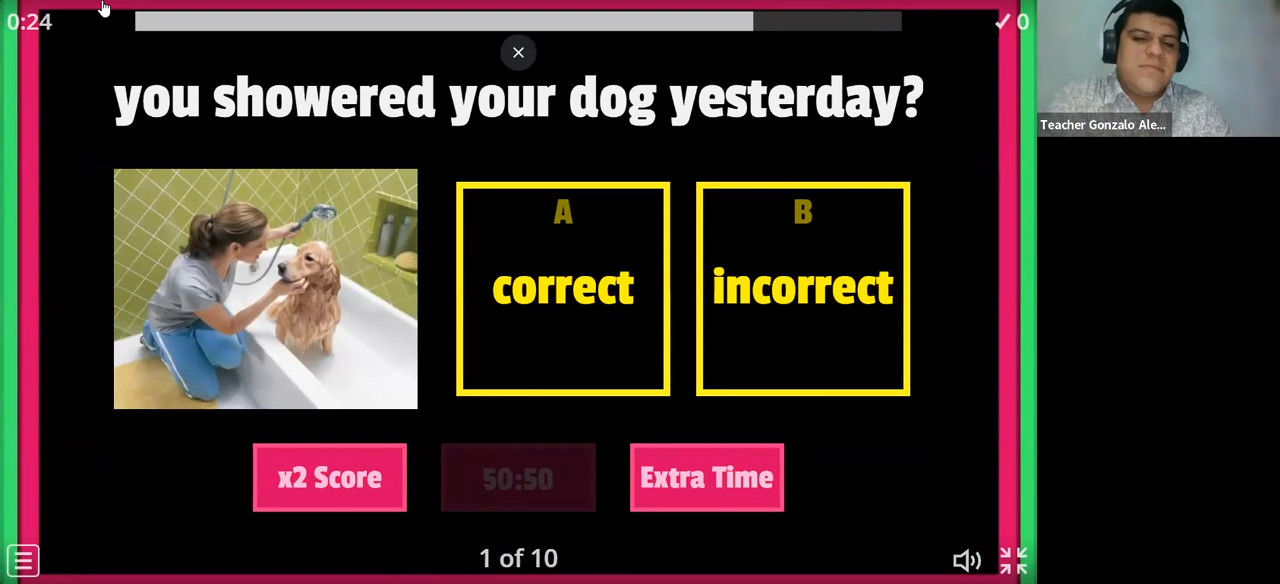 0:24
✓ 0
you showered your dog yesterday?
A
correct
B
incorrect
x2 Score
50:50
Extra Time
1 of 10
Teacher Gonzalo Ale...